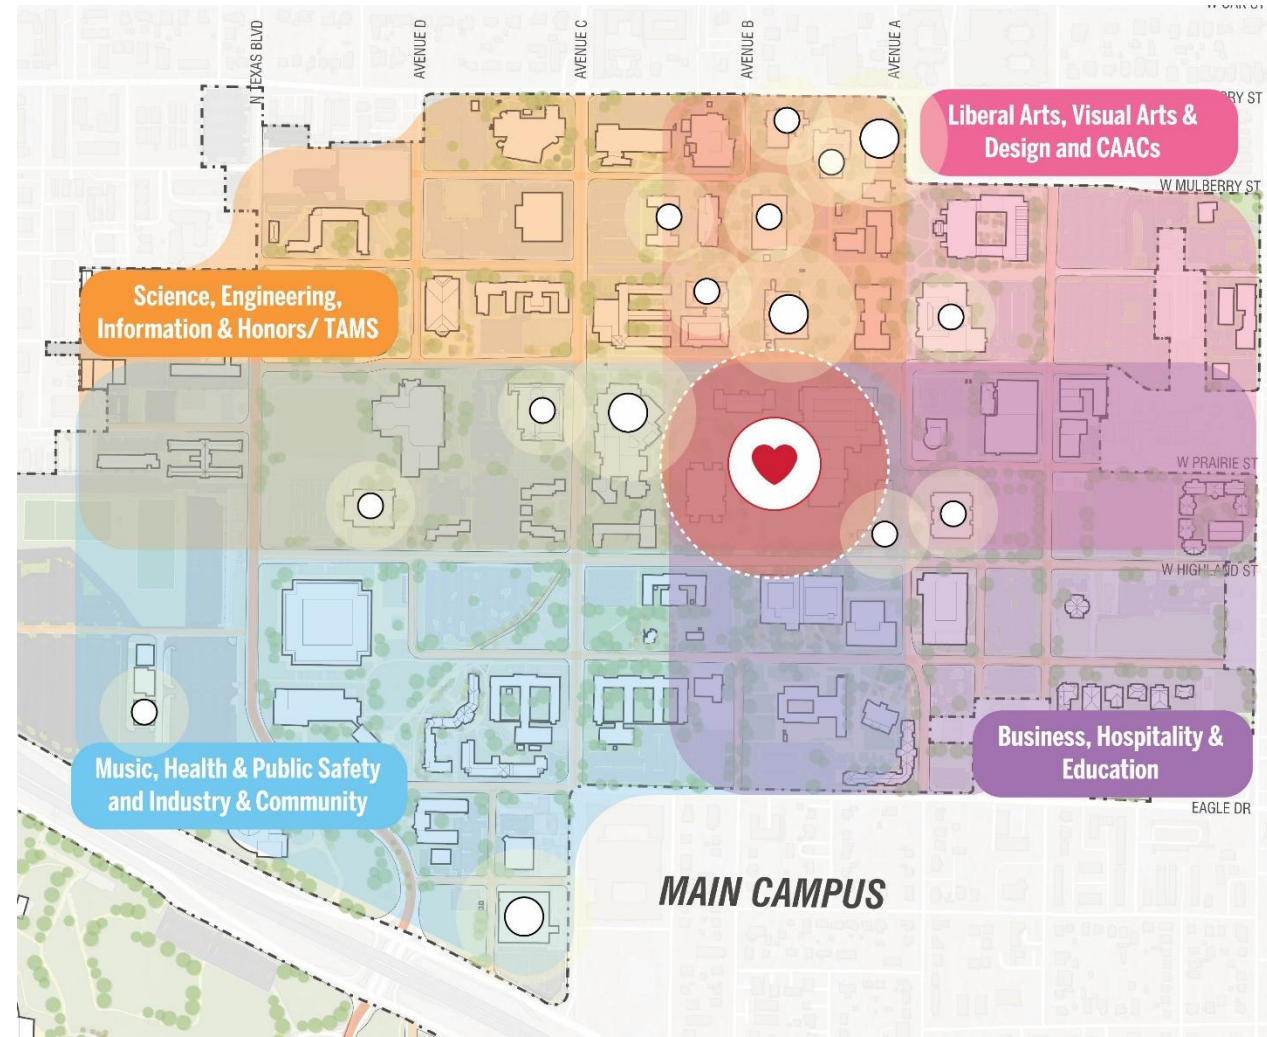 N TEXAS BLVD
AVENUE D
AVENUE C
AVENUE B
AVENUE A
Liberal Arts, Visual Arts &
Design and CAACs
W MULBERRY ST
Science, Engineering,
Information & Honors/ TAMS
W PRAIRIE ST
W HIGHLAND ST
Music, Health & Public Safety
and Industry & Community
Business, Hospitality &
Education
EAGLE DR
MAIN CAMPUS